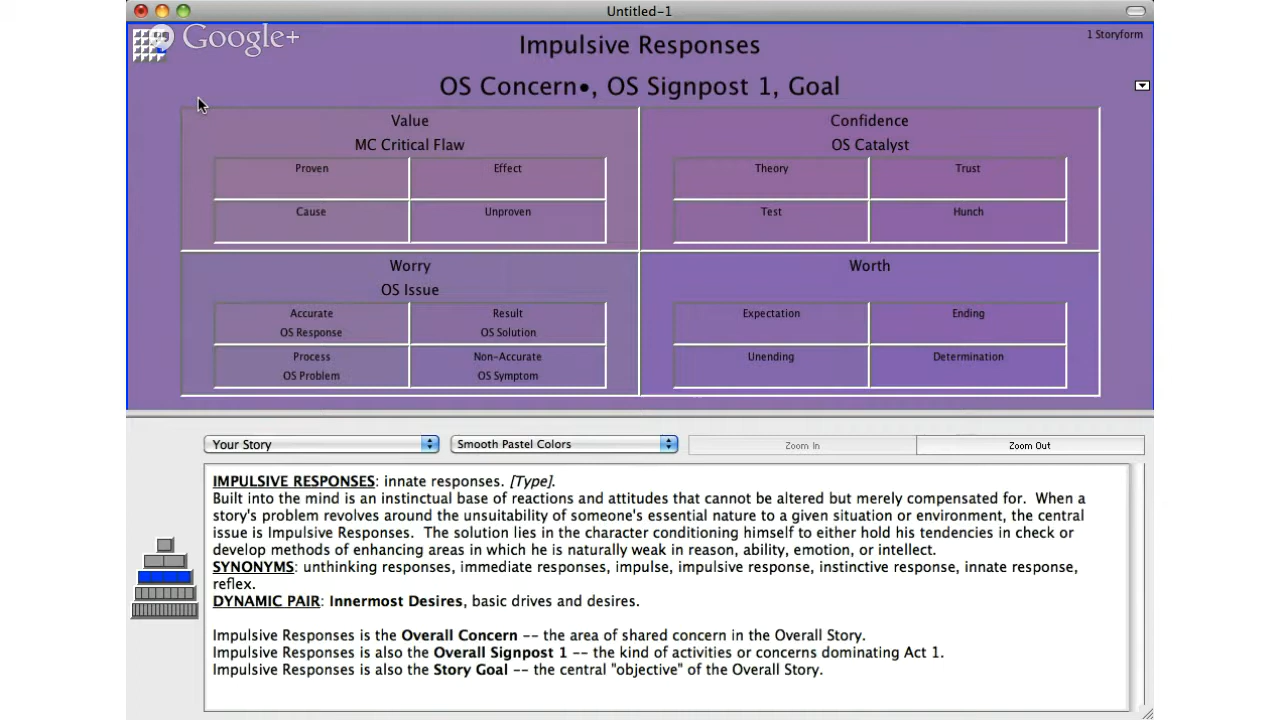 Untitled-1
Google+
1 Storyform
Impulsive Responses
OS Concern•, OS Signpost 1, Goal
Value
MC Critical Flaw
Proven
Effect
Cause
Unproven
Confidence
OS Catalyst
Theory
Trust
Test
Hunch
Worry
OS Issue
Accurate
OS Response
Result
OS Solution
Process
OS Problem
Non-Accurate
OS Symptom
Worth
Expectation
Ending
Unending
Determination
Your Story
Smooth Pastel Colors
Zoom In
Zoom Out
IMPULSIVE RESPONSES: innate responses. [Type].
Built into the mind is an instinctual base of reactions and attitudes that cannot be altered but merely compensated for. When a
story's problem revolves around the unsuitability of someone's essential nature to a given situation or environment, the central
issue is Impulsive Responses. The solution lies in the character conditioning himself to either hold his tendencies in check or
develop methods of enhancing areas in which he is naturally weak in reason, ability, emotion, or intellect.
SYNONYMS: unthinking responses, immediate responses, impulse, impulsive response, instinctive response, innate response,
reflex.
DYNAMIC PAIR: Innermost Desires, basic drives and desires.
Impulsive Responses is the Overall Concern -- the area of shared concern in the Overall Story.
Impulsive Responses is also the Overall Signpost 1 -- the kind of activities or concerns dominating Act 1.
Impulsive Responses is also the Story Goal -- the central "objective" of the Overall Story.